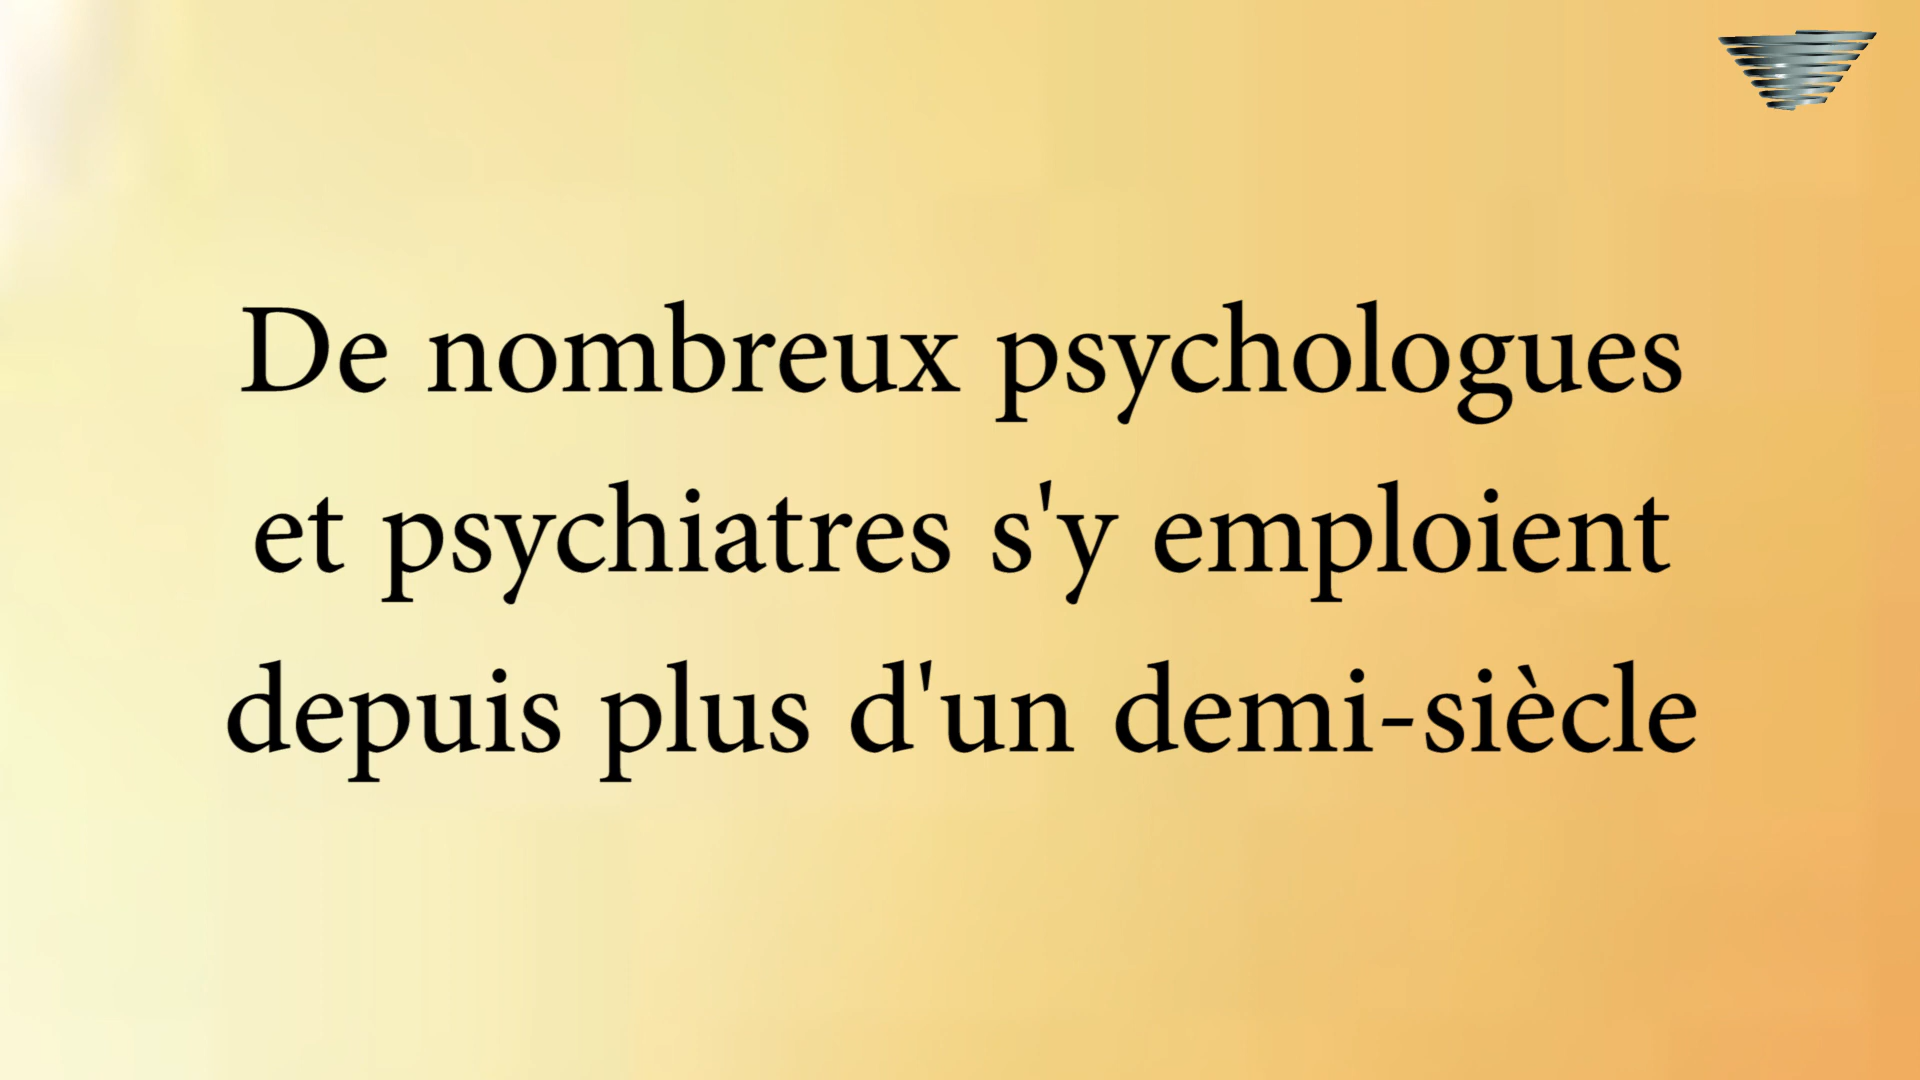 De nombreux psychologues
et psychiatres s'y emploient
depuis plus d'un demi-siècle